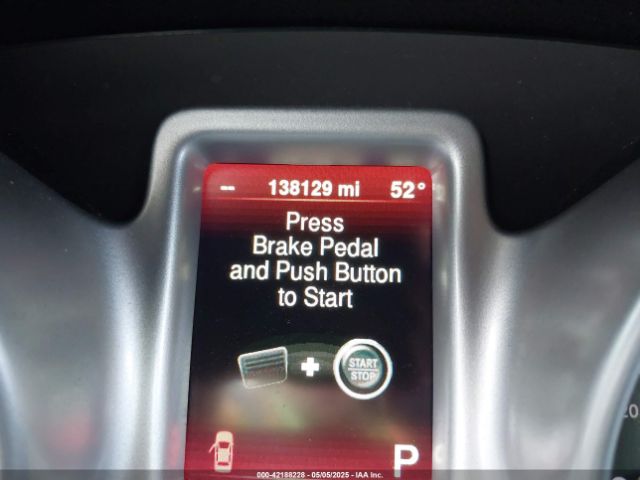 -- 138129 mi 52°
Press
Brake Pedal
and Push Button
to Start
START
STOP
P
20
000-42188228 - 05/05/2025 - IAA Inc.